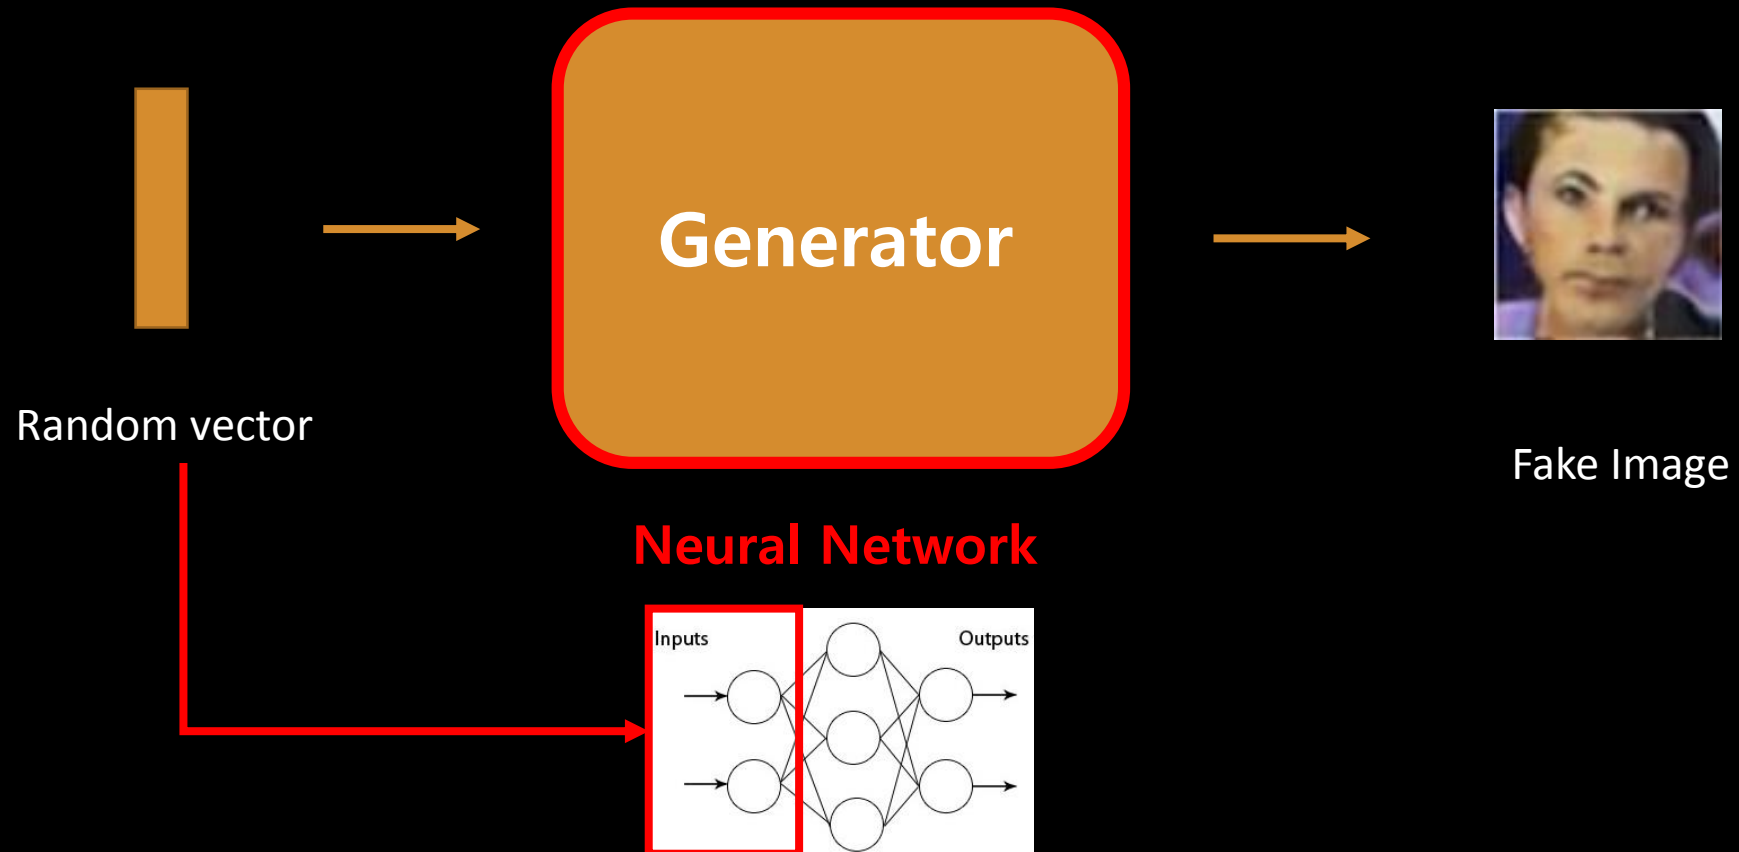 Generator
Random vector
Fake Image
Neural Network
Inputs
Outputs